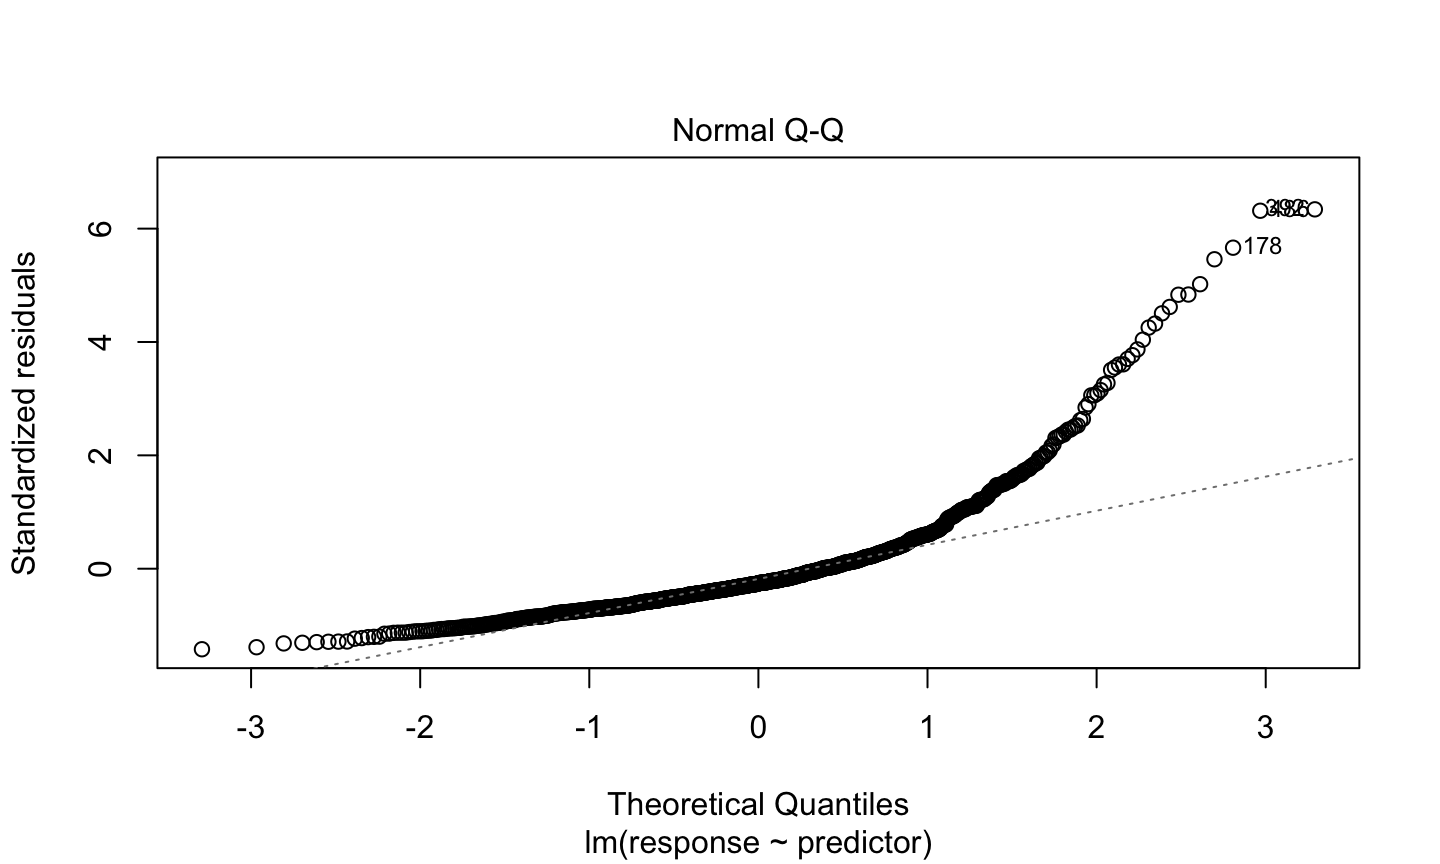 Normal Q-Q
Standardized residuals
6
4
2
0
178
-3 -2 -1 0 1 2 3
Theoretical Quantiles
lm(response ~ predictor)